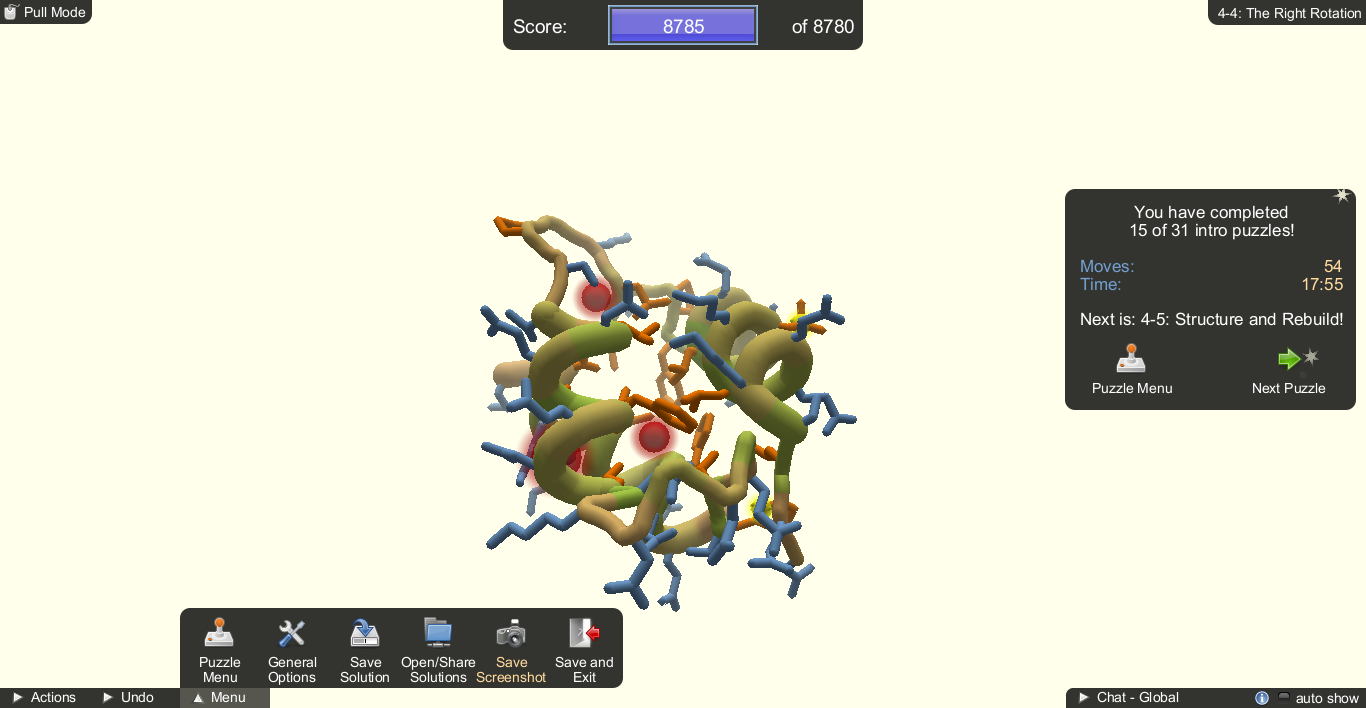 Pull Mode
Score: 8785 of 8780
4-4: The Right Rotation
You have completed
15 of 31 intro puzzles!
Moves: 54
Time: 17:55
Next is: 4-5: Structure and Rebuild!
Puzzle Menu
Next Puzzle
Puzzle Menu
General Options
Save Solution
Open/Share Solutions
Save Screenshot
Save and Exit
Actions
Undo
Menu
Chat - Global
auto show